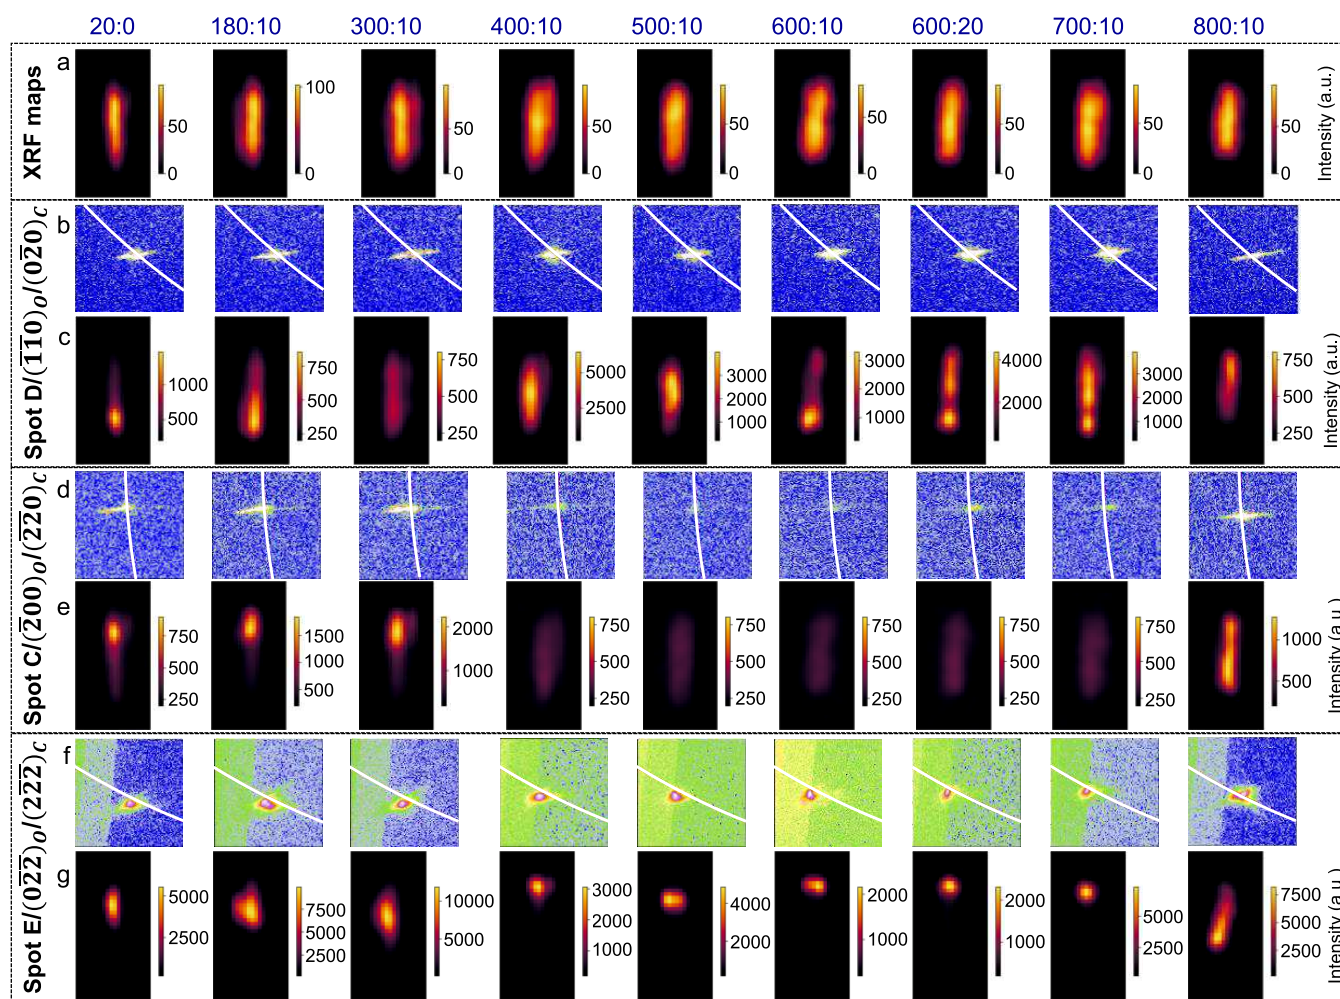 20:0 180:10 300:10 400:10 500:10 600:10 600:20 700:10 800:10
XRF maps
a
50 0
100 50 0
50 0
50 0
50 0
50 0
50 0
50 0
50 0
Intensity (a.u.)
Spot D/(1̅1̅0)o/(02̅0)c
b
c
1000 500
750 500 250
750 500 250
5000 2500
3000 2000 1000
3000 2000 1000
4000 2000
3000 2000 1000
750 500 250
Intensity (a.u.)
Spot C/(2̅00)o/(2̅2̅0)c
d
e
750 500 250
1500 1000 500
2000 1000
750 500 250
750 500 250
750 500 250
750 500 250
750 500 250
1000 500
Intensity (a.u.)
Spot E/(02̅2̅)o/(22̅2̅)c
f
g
5000 2500
7500 5000 2500
10000 5000
3000 2000 1000
4000 2000
2000 1000
2000 1000
5000 2500
7500 5000 2500
Intensity (a.u.)